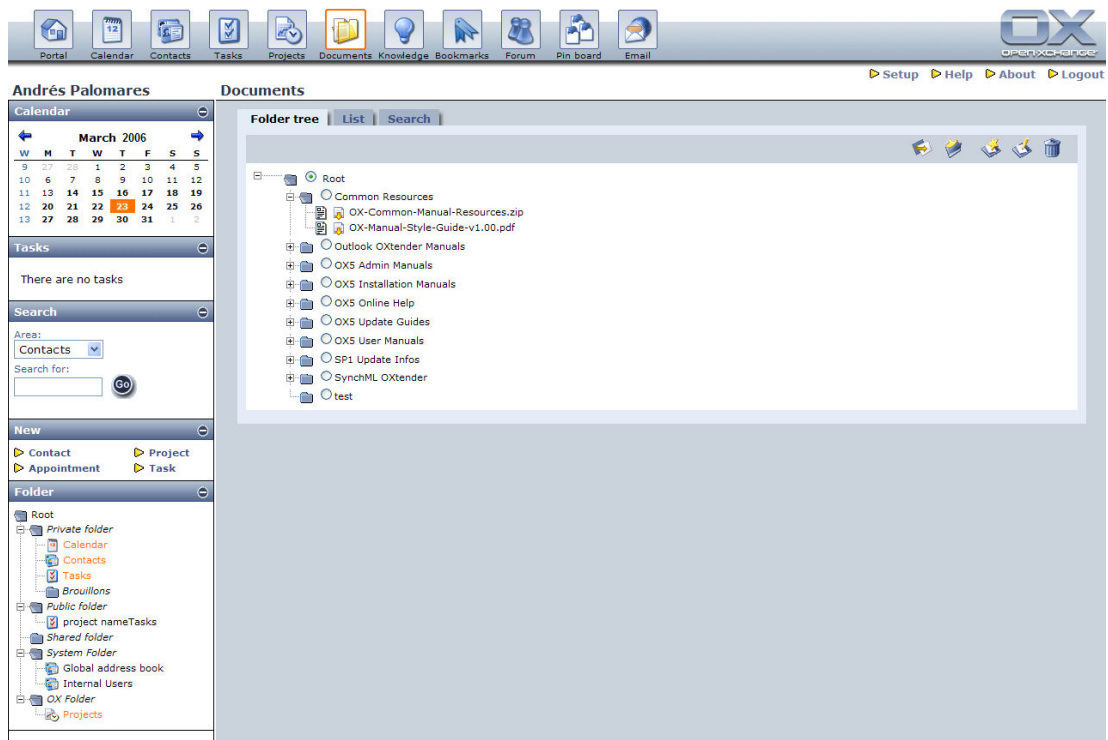 12
OX
OPEN-XCHANGE
Portal Calendar Contacts Tasks Projects Documents Knowledge Bookmarks Forum Pin board Email
Setup Help About Logout
Andrés Palomares
Documents
Calendar
March 2006
W M T W T F S S
9 27 28 1 2 3 4 5
10 6 7 8 9 10 11 12
11 13 14 15 16 17 18 19
12 20 21 22 23 24 25 26
13 27 28 29 30 31 1 2
Tasks
There are no tasks
Search
Area:
Contacts
Search for:
Go
New
Contact Project
Appointment Task
Folder
Root
Private folder
Calendar
Contacts
Tasks
Brouillons
Public folder
project nameTasks
Shared folder
System Folder
Global address book
Internal Users
OX Folder
Projects
Folder tree List Search
Root
Common Resources
OX-Common-Manual-Resources.zip
OX-Manual-Style-Guide-v1.00.pdf
Outlook OXtender Manuals
OX5 Admin Manuals
OX5 Installation Manuals
OX5 Online Help
OX5 Update Guides
OX5 User Manuals
SP1 Update Infos
SynchML OXtender
test